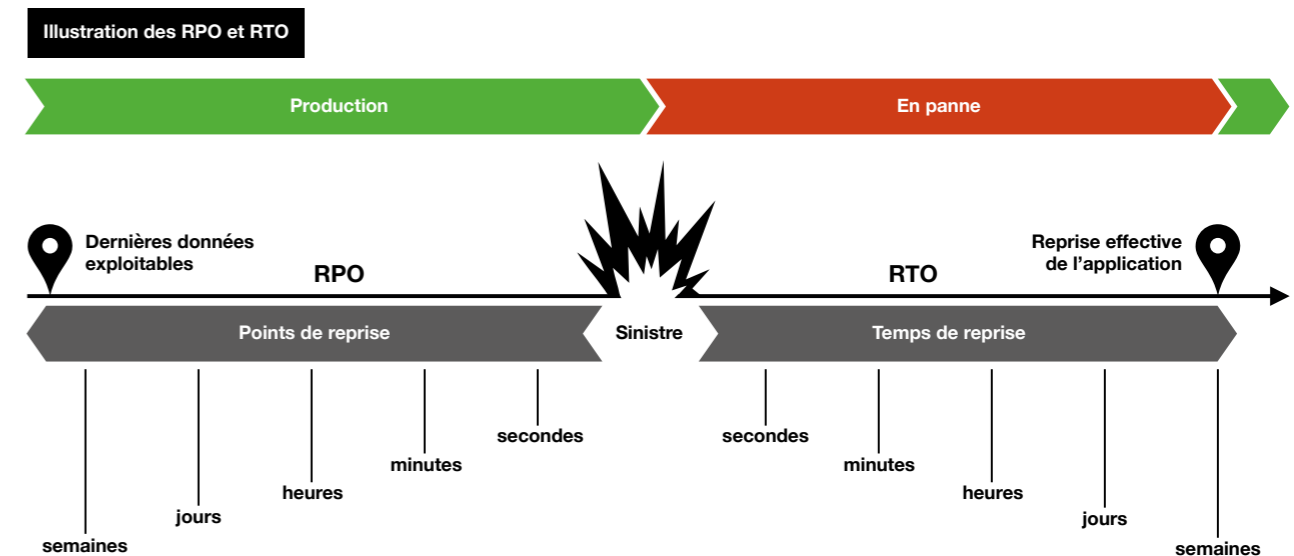 Illustration des RPO et RTO
Production
En panne
Dernières données
exploitables
RPO
RTO
Reprise effective
de l’application
Points de reprise
Sinistre
Temps de reprise
secondes
minutes
heures
jours
semaines
secondes
minutes
heures
jours
semaines